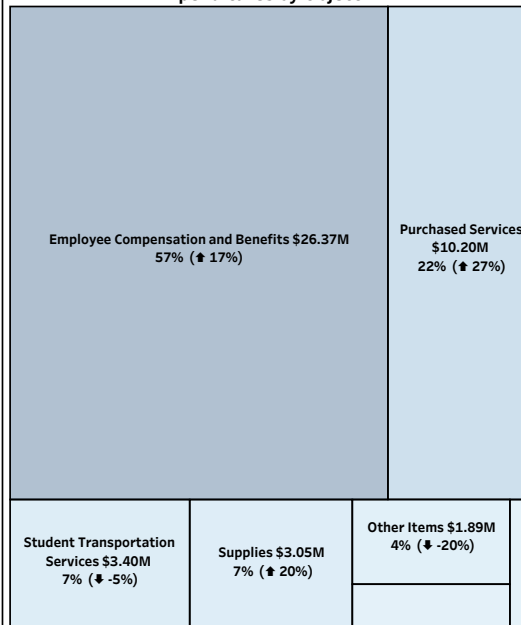 Employee Compensation and Benefits $26.37M
57% (⬆ 17%)
Purchased Services
$10.20M
22% (⬆ 27%)
Student Transportation
Services $3.40M
7% (⬇ -5%)
Supplies $3.05M
7% (⬆ 20%)
Other Items $1.89M
4% (⬇ -20%)